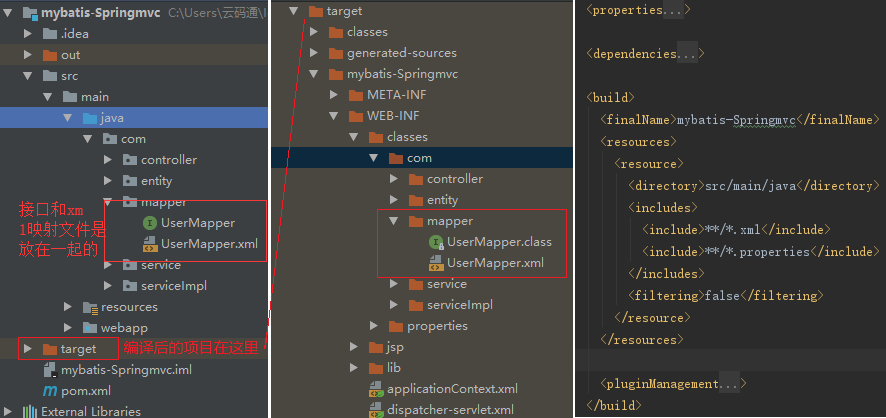 mybatis-Springmvc C:\Users\云码通\I
.idea
out
src
main
java
com
controller
entity
mapper
UserMapper
UserMapper.xml
接口和xm
1映射文件是
放在一起的
service
serviceImpl
resources
webapp
target 编译后的项目在这里
mybatis-Springmvc.iml
pom.xml
External Libraries
target
classes
generated-sources
mybatis-Springmvc
META-INF
WEB-INF
classes
com
controller
entity
mapper
UserMapper.class
UserMapper.xml
service
serviceImpl
properties
jsp
lib
applicationContext.xml
dispatcher-servlet.xml
<properties...>
<dependencies...>
<build>
<finalName>mybatis-Springmvc</finalName>
<resources>
<resource>
<directory>src/main/java</directory>
<includes>
<include>**/*.xml</include>
<include>**/*.properties</include>
</includes>
<filtering>false</filtering>
</resource>
</resources>
<pluginManagement...>
</build>